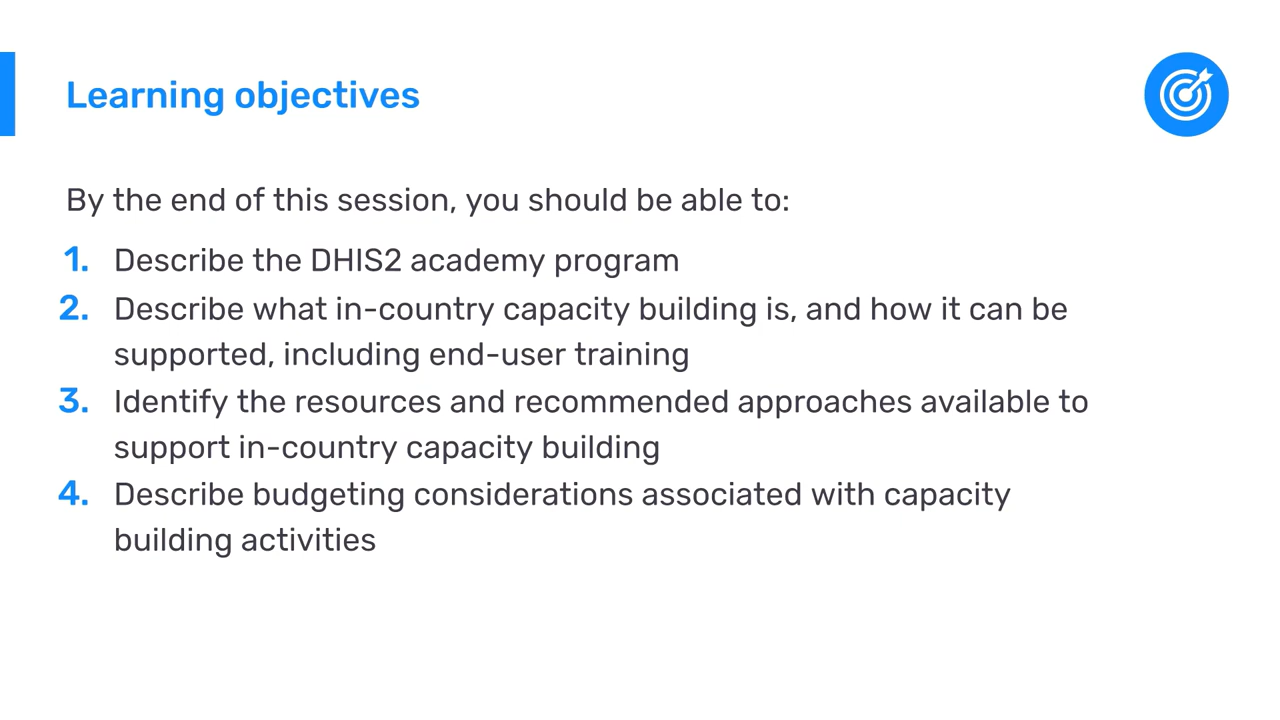 Learning objectives
By the end of this session, you should be able to:
1. Describe the DHIS2 academy program
2. Describe what in-country capacity building is, and how it can be
supported, including end-user training
3. Identify the resources and recommended approaches available to
support in-country capacity building
4. Describe budgeting considerations associated with capacity
building activities